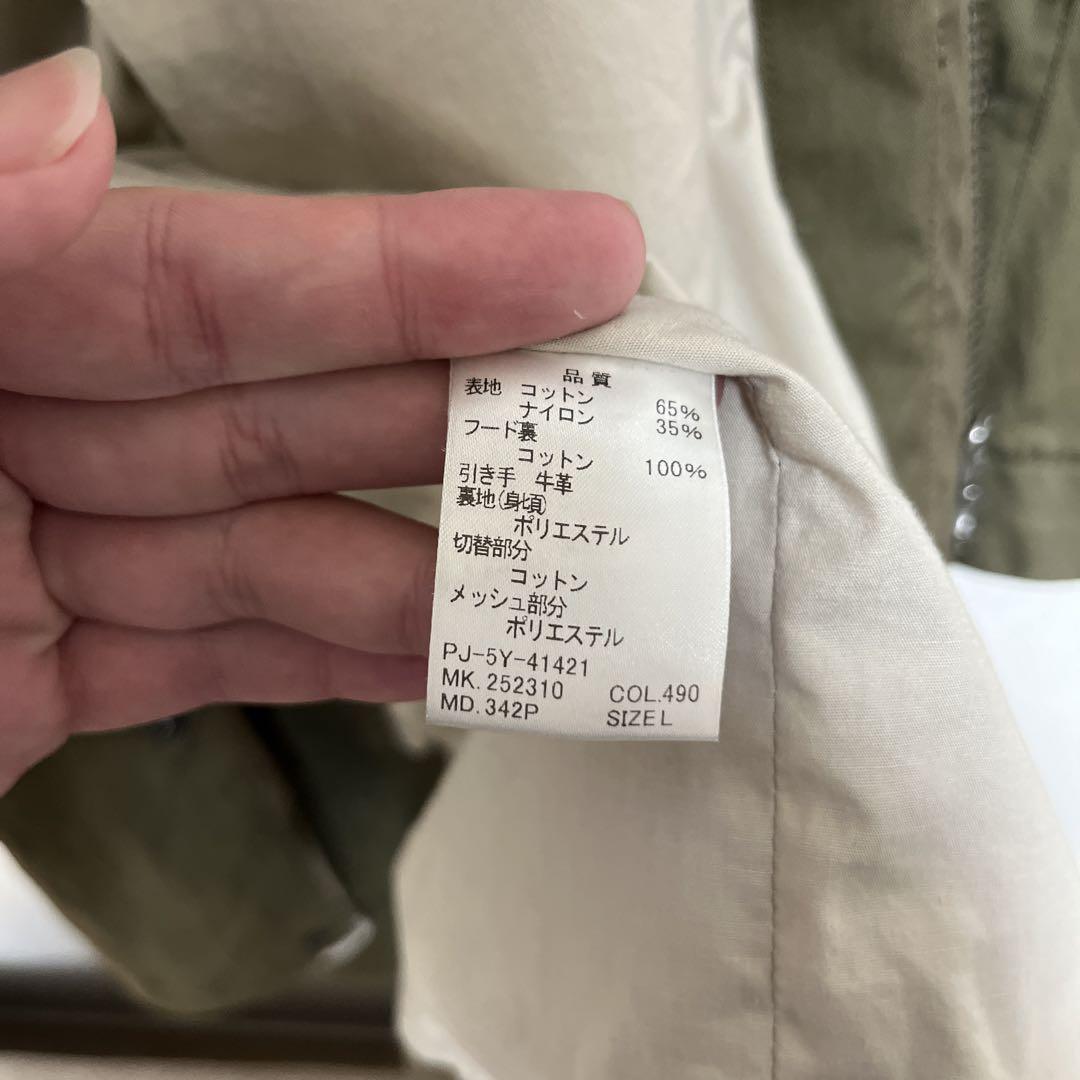 品質
表地 コットン 65%
ナイロン 35%
フード裏
コットン 100%
引き手 牛革
裏地(身頃)
ポリエステル
切替部分
コットン
メッシュ部分
ポリエステル
PJ-5Y-41421
MK.252310 COL.490
MD.342P SIZE L